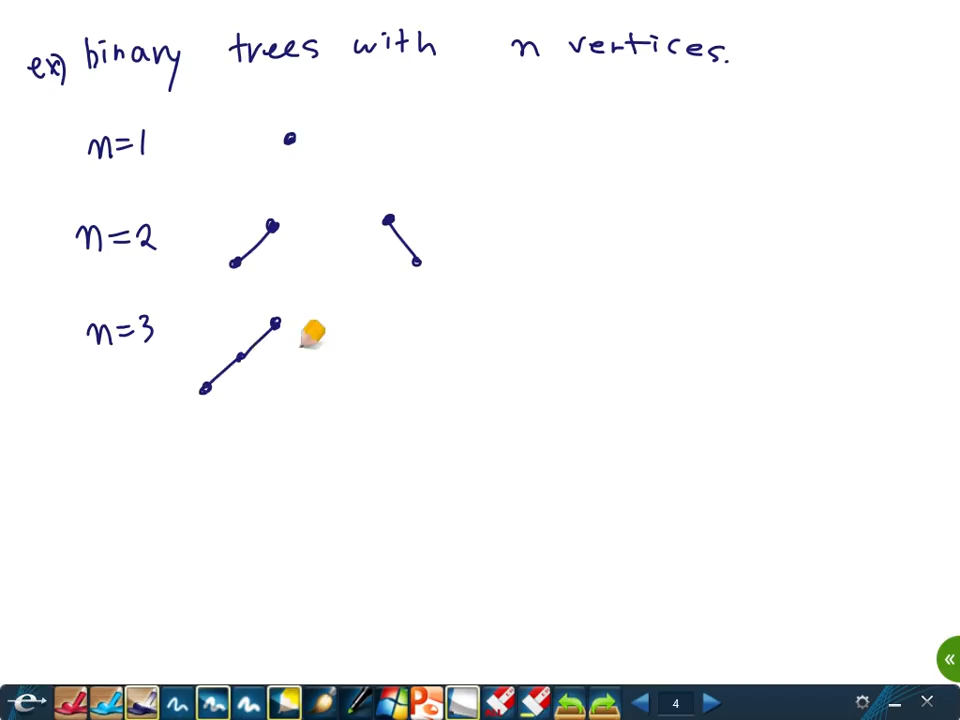 ex) binary trees with n vertices.
n=1
n=2
n=3
4